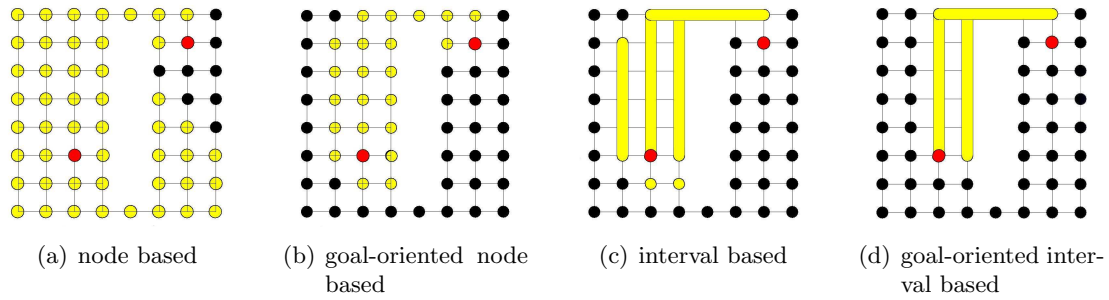 (a) node based
(b) goal-oriented node
based
(c) interval based
(d) goal-oriented inter-
val based